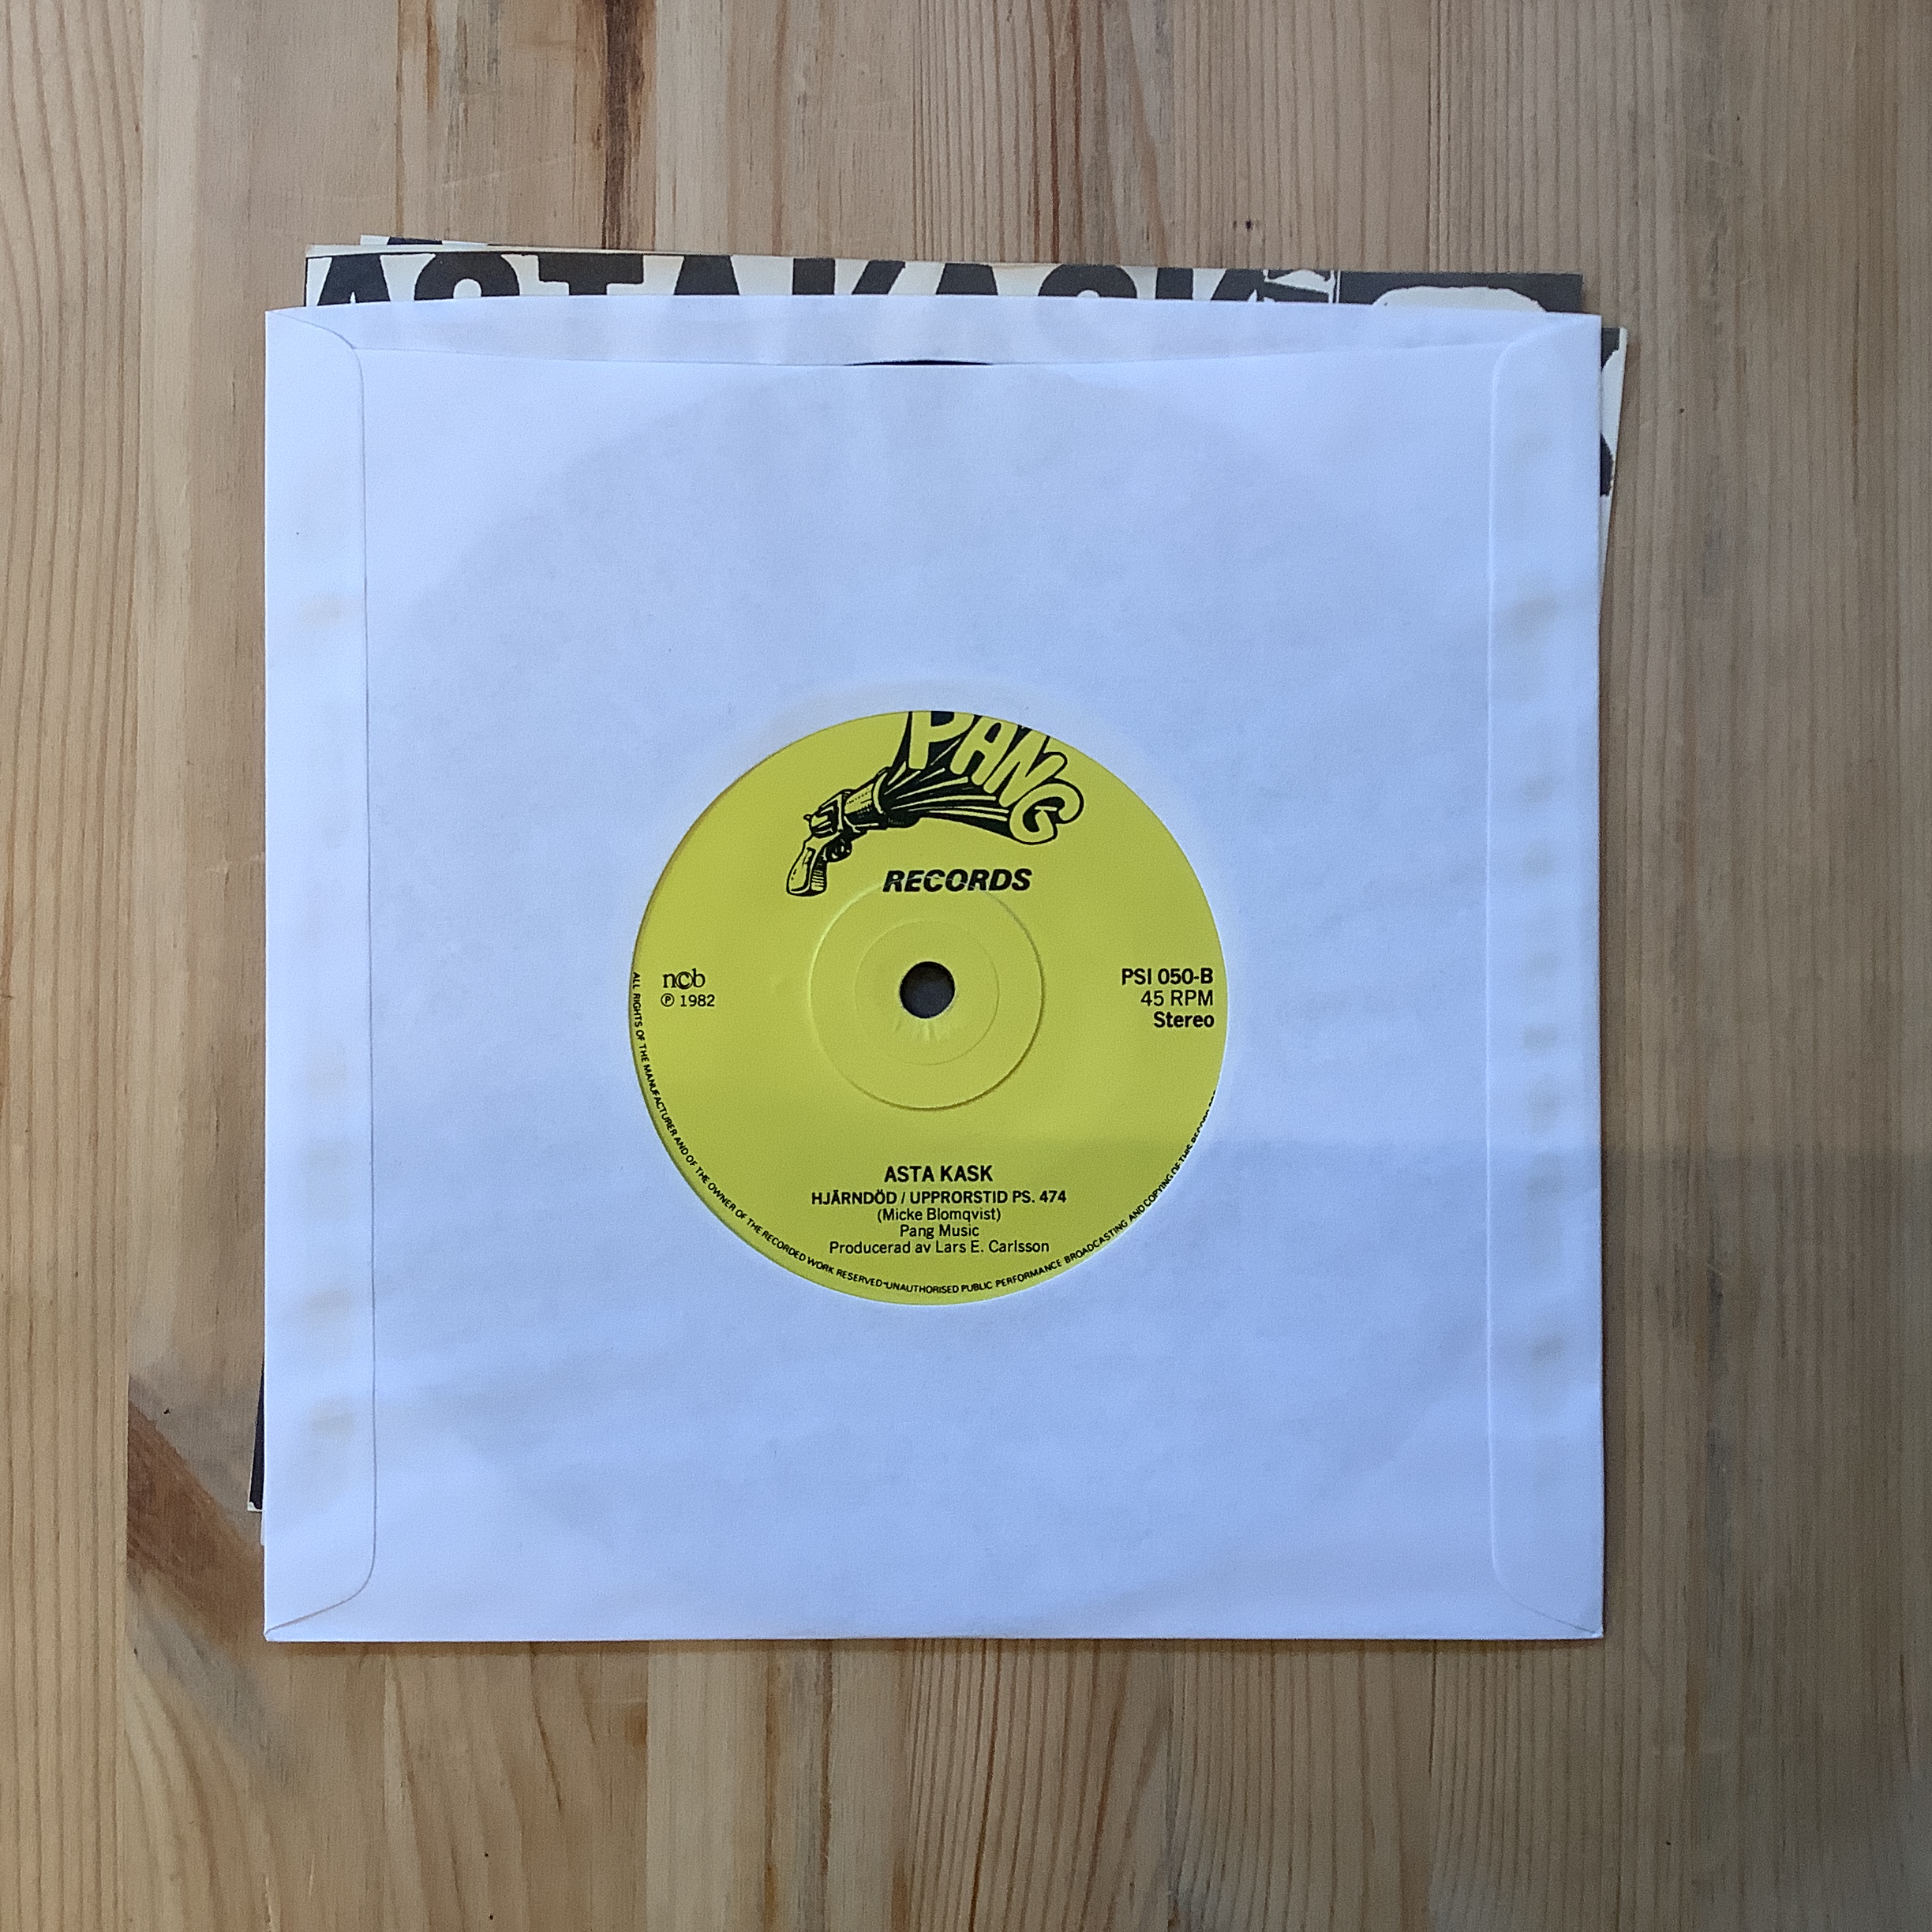 ASTA KASK
PANG
RECORDS
ncb
℗ 1982
PSI 050-B
45 RPM
Stereo
ASTA KASK
HJÄRNDÖD / UPPRORSTID PS. 474
(Micke Blomqvist)
Pang Music
Producerad av Lars E. Carlsson
ALL RIGHTS OF THE MANUFACTURER AND OF THE OWNER OF THE RECORDED WORK RESERVED UNAUTHORISED PUBLIC PERFORMANCE BROADCASTING AND COPYING OF THIS